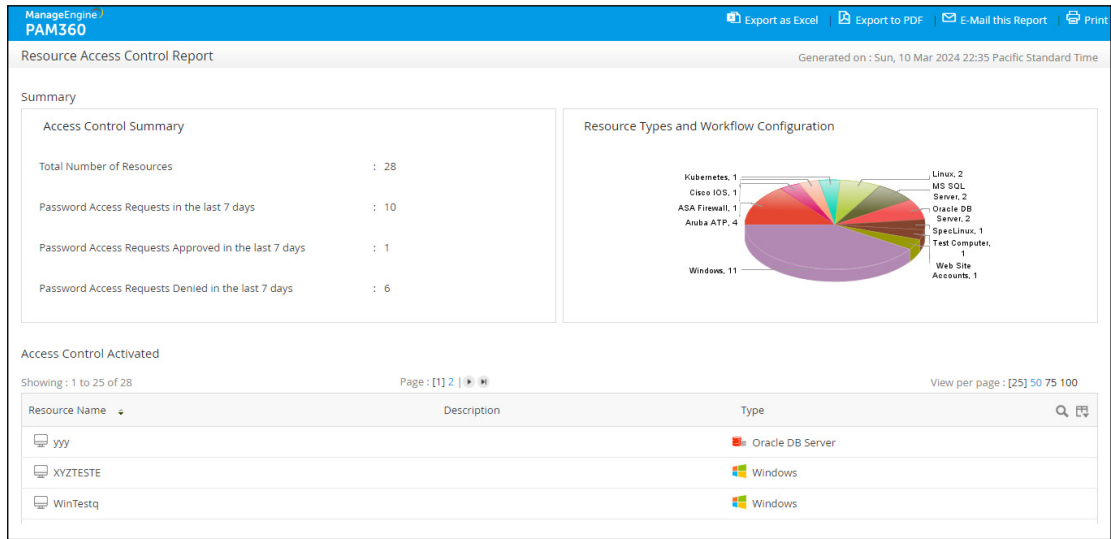 ManageEngine
PAM360
Export as Excel | Export to PDF | E-Mail this Report | Print
Resource Access Control Report
Generated on : Sun, 10 Mar 2024 22:35 Pacific Standard Time
Summary
Access Control Summary
Total Number of Resources : 28
Password Access Requests in the last 7 days : 10
Password Access Requests Approved in the last 7 days : 1
Password Access Requests Denied in the last 7 days : 6
Resource Types and Workflow Configuration
Kubernetes, 1
Cisco IOS, 1
ASA Firewall, 1
Aruba ATP, 4
Windows, 11
Linux, 2
MS SQL
Server, 2
Oracle DB
Server, 2
SpecLinux, 1
Test Computer,
1
Web Site
Accounts, 1
Access Control Activated
Showing : 1 to 25 of 28
Page : [1] 2 |
View per page : [25] 50 75 100
Resource Name Description Type
yyy Oracle DB Server
XYZTESTE Windows
WinTestq Windows